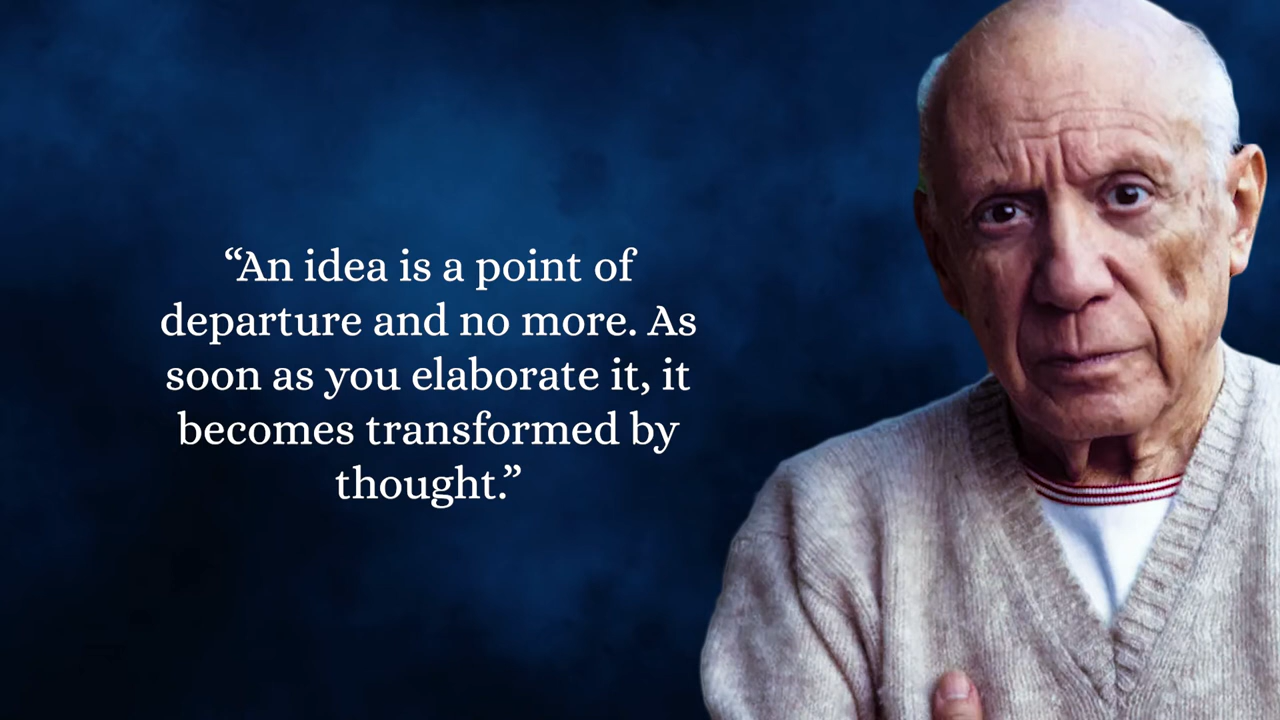 “An idea is a point of
departure and no more. As
soon as you elaborate it, it
becomes transformed by
thought.”